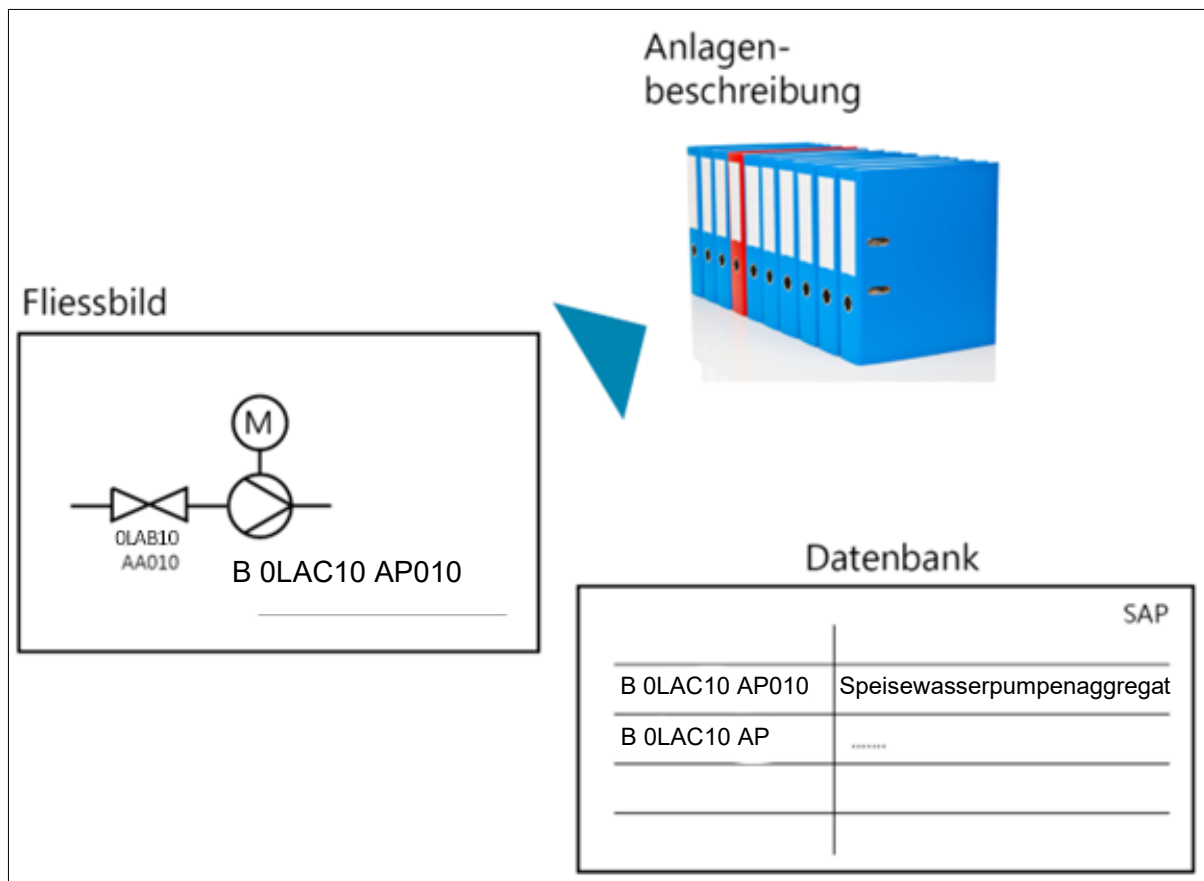 Anlagen-
beschreibung
Fliessbild
M
0LAB10
AA010
B 0LAC10 AP010
Datenbank
SAP
B 0LAC10 AP010 Speisewasserpumpenaggregat
B 0LAC10 AP .......